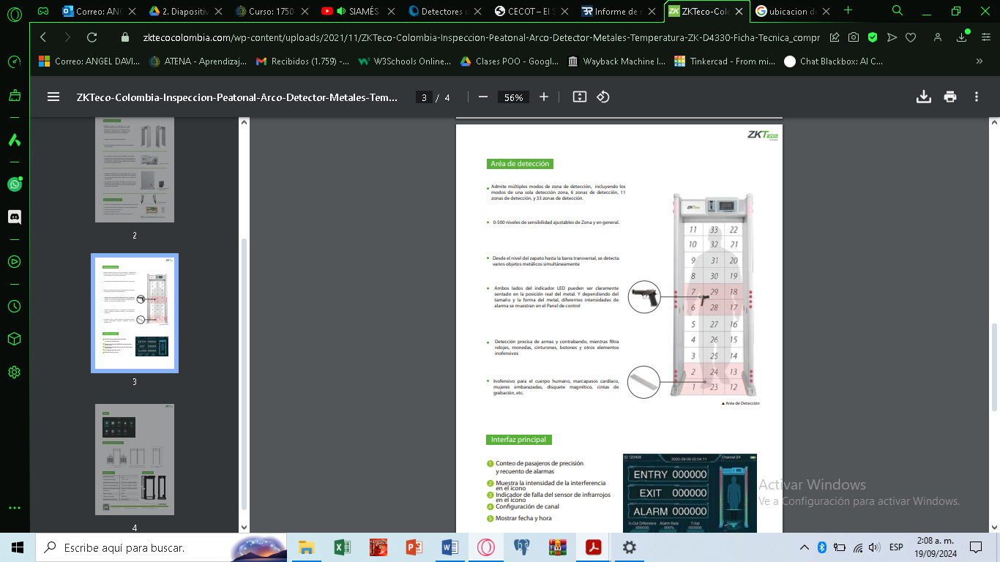 Correo: ANG
2. Diapositiv
Curso: 1750-
SIAMÉS
Detectores d
CECOT – El S
Informe de r
ZKTeco-Colo
ubicacion de
zktecocolombia.com/wp-content/uploads/2021/11/ZKTeco-Colombia-Inspeccion-Peatonal-Arco-Detector-Metales-Temperatura-ZK-D4330-Ficha-Tecnica_compr
Correo: ANGEL DAVI...
ATENA - Aprendizaj...
Recibidos (1.759) -...
W3Schools Online...
Clases POO - Googl...
Wayback Machine I...
Tinkercad - From mi...
Chat Blackbox: AI C...
»
ZKTeco-Colombia-Inspeccion-Peatonal-Arco-Detector-Metales-Tem...
3 / 4
56%
2
3
4
ZKTeco
Aréa de detección
Admite múltiples modos de zona de detección, incluyendo los
modos de una sola detección zona, 6 zonas de detección, 11
zonas de detección, y 33 zonas de detección.
0-500 niveles de sensibilidad ajustables de Zona y en general.
Desde el nivel del zapato hasta la barra transversal, se detecta
varios objetos metálicos simultáneamente
Ambos lados del indicador LED pueden ser claramente
sentado en la posición real del metal. Y dependiendo del
tamaño y la forma del metal, diferentes intensidades de
alarma se muestran en el Panel de control
Detección precisa de armas y contrabando, mientras filtra
relojes, monedas, cinturones, botones y otros elementos
inofensivos
Inofensivo para el cuerpo humano, marcapasos cardíaco,
mujeres embarazadas, disquete magnético, cintas de
grabación, etc.
ZKTeco
11 33 22
10 32 21
9 31 20
8 30 19
7 29 18
6 28 17
5 27 16
4 26 15
3 25 14
2 24 13
1 23 12
▲ Aréa de Detección
Interfaz principal
1 Conteo de pasajeros de precisión
y recuento de alarmas
2 Muestra la intensidad de la interferencia
en el icono
3 Indicador de falla del sensor de infrarrojos
en el icono
4 Configuración de canal
5 Mostrar fecha y hora
ID:123456
2020-08-06 02:04:11
Channel:24
ENTRY 000000
EXIT 000000
ALARM 000000
In-Out Difference Alarm Rate Total
000000 000% 000000
Activar Windows
Ve a Configuración para activar Windows.
Escribe aquí para buscar.
ESP
2:08 a. m.
19/09/2024